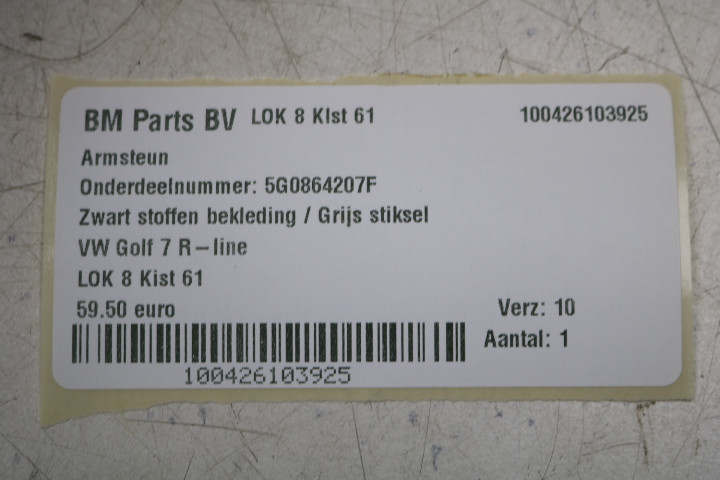 BM Parts BV LOK 8 Kist 61 100426103925
Armsteun
Onderdeelnummer: 5G0864207F
Zwart stoffen bekleding / Grijs stiksel
VW Golf 7 R-line
LOK 8 Kist 61
59.50 euro Verz: 10
Aantal: 1
100426103925